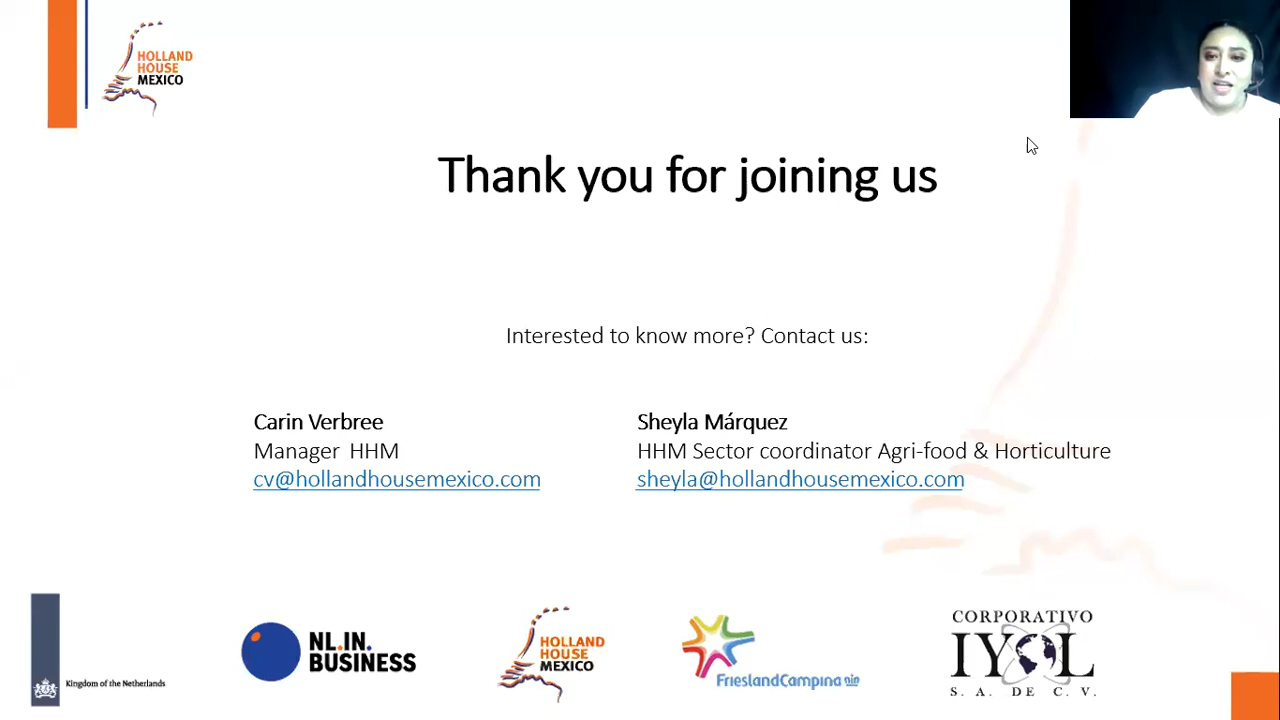 HOLLAND
HOUSE
MEXICO
Thank you for joining us
Interested to know more? Contact us:
Carin Verbree
Manager HHM
cv@hollandhousemexico.com
Sheyla Márquez
HHM Sector coordinator Agri-food & Horticulture
sheyla@hollandhousemexico.com
Kingdom of the Netherlands
NL.IN.
BUSINESS
HOLLAND
HOUSE
MEXICO
FrieslandCampina
CORPORATIVO
IYOL
S. A. DE C. V.